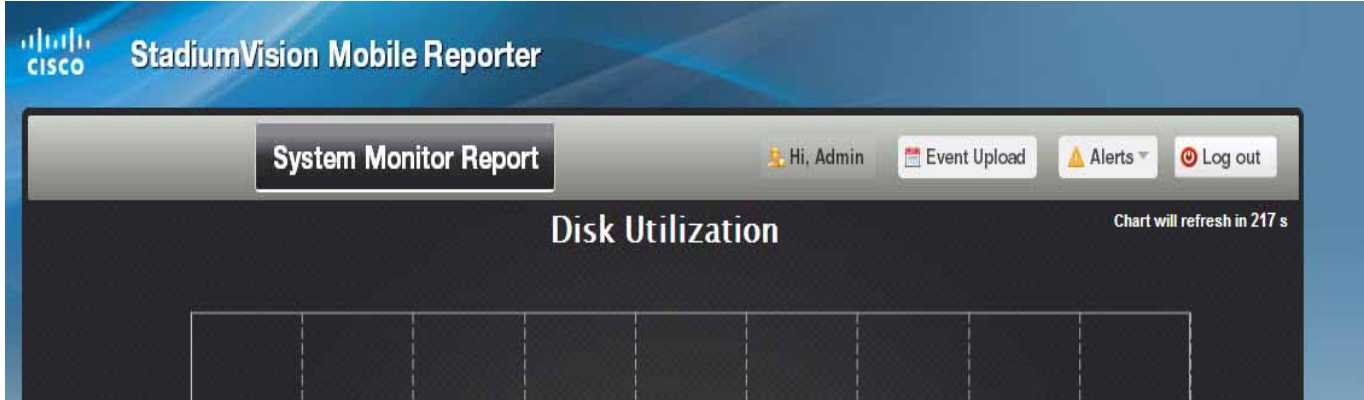 CISCO
StadiumVision Mobile Reporter
System Monitor Report
Hi, Admin
Event Upload
Alerts
Log out
Disk Utilization
Chart will refresh in 217 s